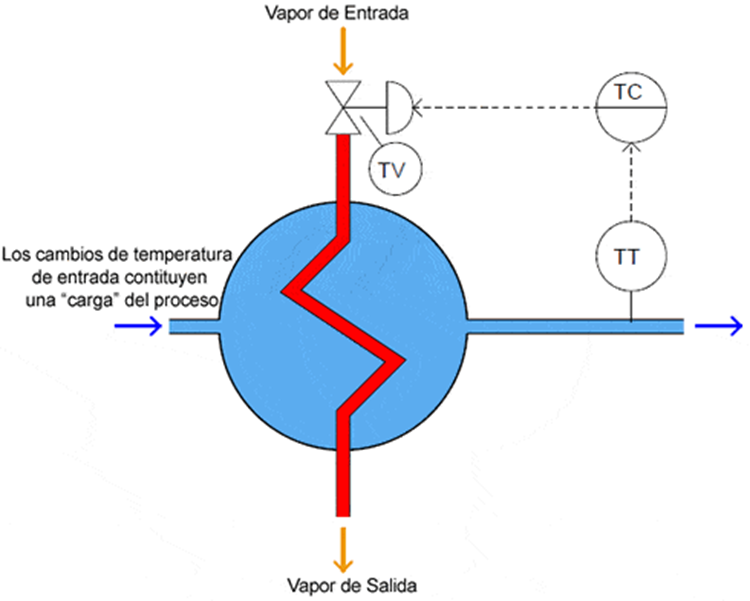 Vapor de Entrada
TC
TV
Los cambios de temperatura
de entrada contituyen
una “carga” del proceso
TT
Vapor de Salida